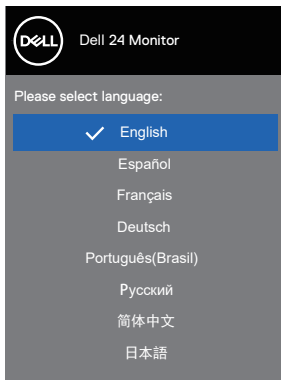 DELL
Dell 24 Monitor
Please select language:
English
Español
Français
Deutsch
Português(Brasil)
Русский
简体中文
日本語